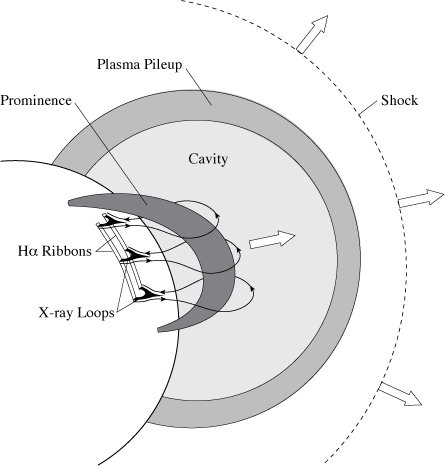 Plasma Pileup
Prominence
Shock
Cavity
Hα Ribbons
X-ray Loops